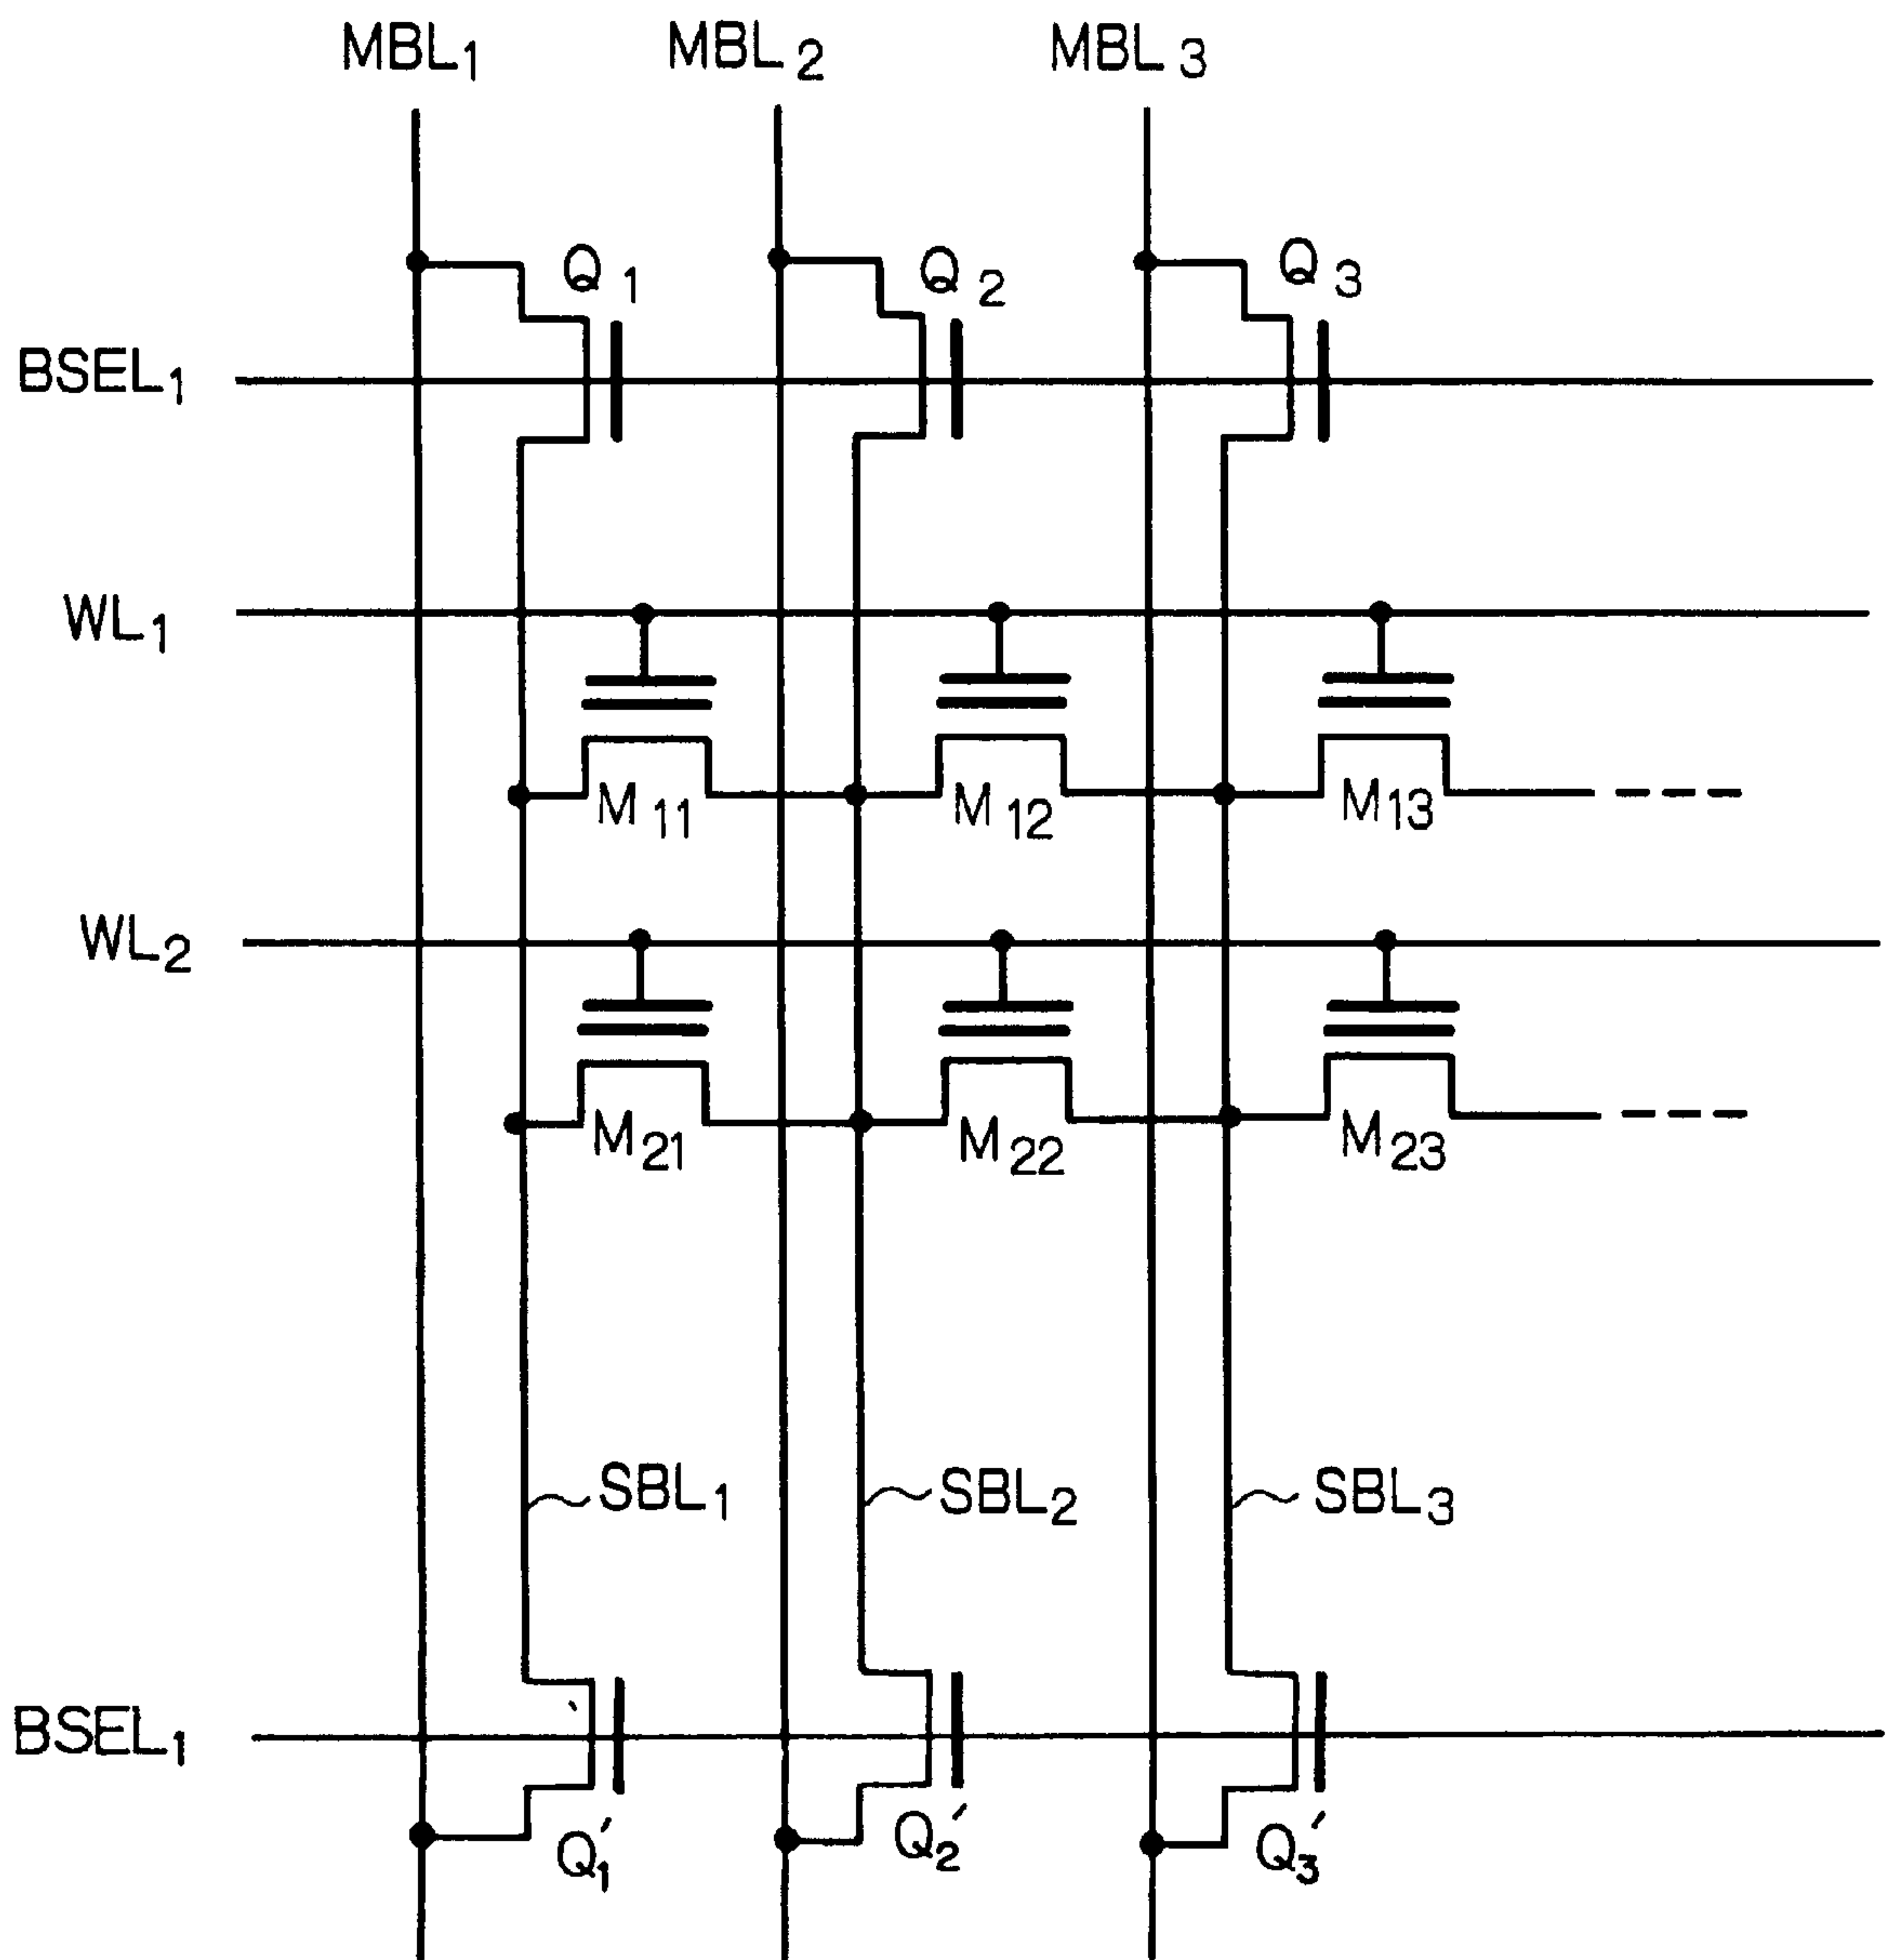 MBL1 MBL2 MBL3
Q1 Q2 Q3
BSEL1
WL1
M11 M12 M13
WL2
M21 M22 M23
SBL1 SBL2 SBL3
BSEL1
Q1' Q2' Q3'